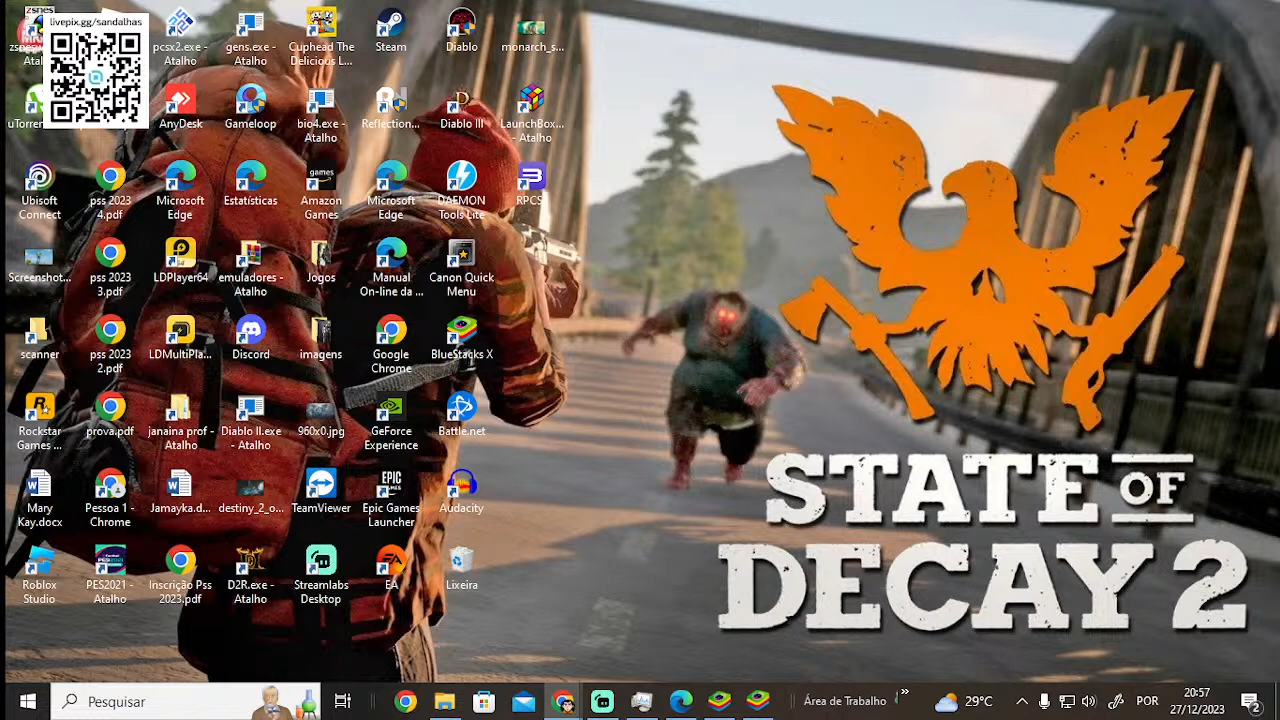 livepix.gg/sandalhas
pcsx2.exe -
Atalho
gens.exe -
Atalho
Cuphead The
Delicious L...
Steam
Diablo
monarch_s...
AnyDesk
Gameloop
bio4.exe -
Atalho
Reflection...
Diablo III
LaunchBox...
- Atalho
Ubisoft
Connect
pss 2023
4.pdf
Microsoft
Edge
Estatísticas
games
Amazon
Games
Microsoft
Edge
DAEMON
Tools Lite
RPCS
Screenshot...
pss 2023
3.pdf
LDPlayer64
emuladores -
Atalho
Jogos
Manual
On-line da ...
Canon Quick
Menu
scanner
pss 2023
2.pdf
LDMultiPla...
Discord
imagens
Google
Chrome
BlueStacks X
Rockstar
Games ...
prova.pdf
janaina prof -
Atalho
Diablo II.exe
- Atalho
960x0.jpg
GeForce
Experience
Battle.net
Mary
Kay.docx
Pessoa 1 -
Chrome
Jamayka.d...
destiny_2_o...
TeamViewer
EPIC
GAMES
Epic Games
Launcher
Audacity
Roblox
Studio
PES2021 -
Atalho
Inscrição Pss
2023.pdf
D2R.exe -
Atalho
Streamlabs
Desktop
EA
EA
Lixeira
STATE OF
DECAY 2
Pesquisar
Área de Trabalho
29°C
POR
20:57
27/12/2023
2